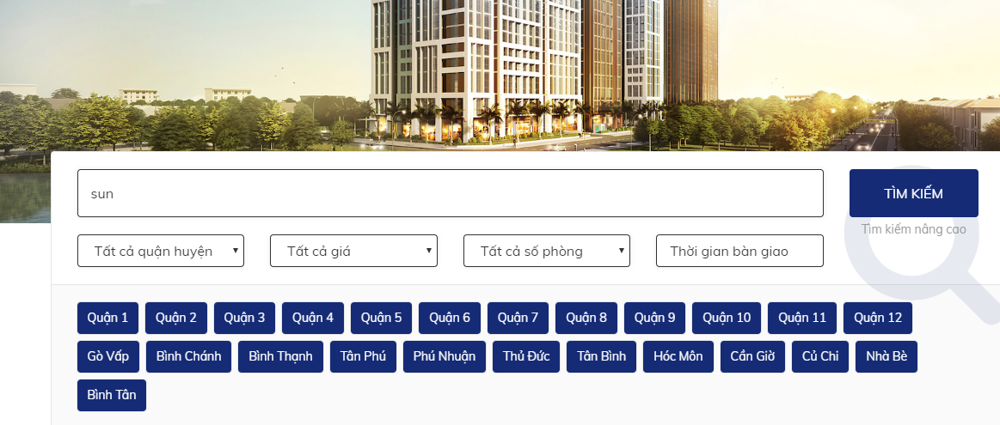 sun
TÌM KIẾM
Tìm kiếm nâng cao
Tất cả quận huyện
Tất cả giá
Tất cả số phòng
Thời gian bàn giao
Quận 1 Quận 2 Quận 3 Quận 4 Quận 5 Quận 6 Quận 7 Quận 8 Quận 9 Quận 10 Quận 11 Quận 12
Gò Vấp Bình Chánh Bình Thạnh Tân Phú Phú Nhuận Thủ Đức Tân Bình Hóc Môn Cần Giờ Củ Chi Nhà Bè
Bình Tân